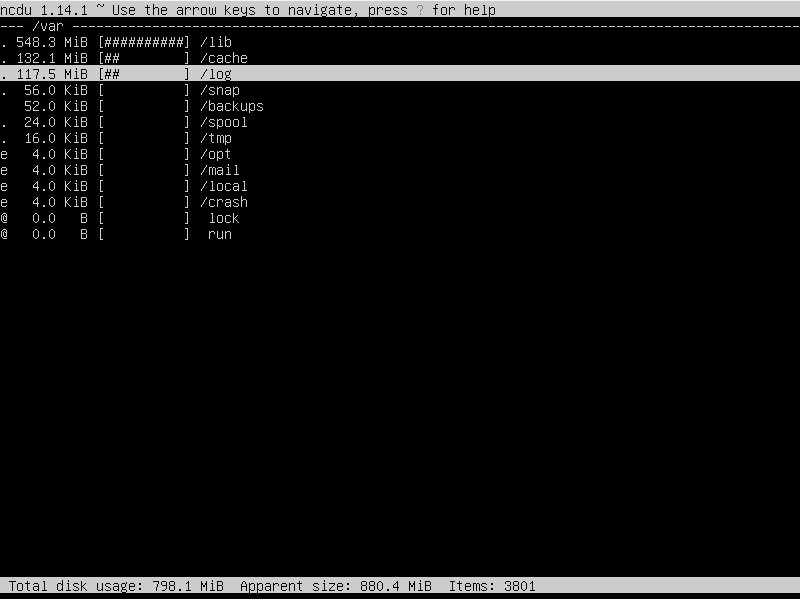 ncdu 1.14.1 ~ Use the arrow keys to navigate, press ? for help
--- /var ----------------------------------------------------------------------------------------
. 548.3 MiB [##########] /lib
. 132.1 MiB [##        ] /cache
. 117.5 MiB [##        ] /log
.  56.0 KiB [          ] /snap
   52.0 KiB [          ] /backups
.  24.0 KiB [          ] /spool
.  16.0 KiB [          ] /tmp
e   4.0 KiB [          ] /opt
e   4.0 KiB [          ] /mail
e   4.0 KiB [          ] /local
e   4.0 KiB [          ] /crash
@   0.0   B [          ]  lock
@   0.0   B [          ]  run
Total disk usage: 798.1 MiB  Apparent size: 880.4 MiB  Items: 3801